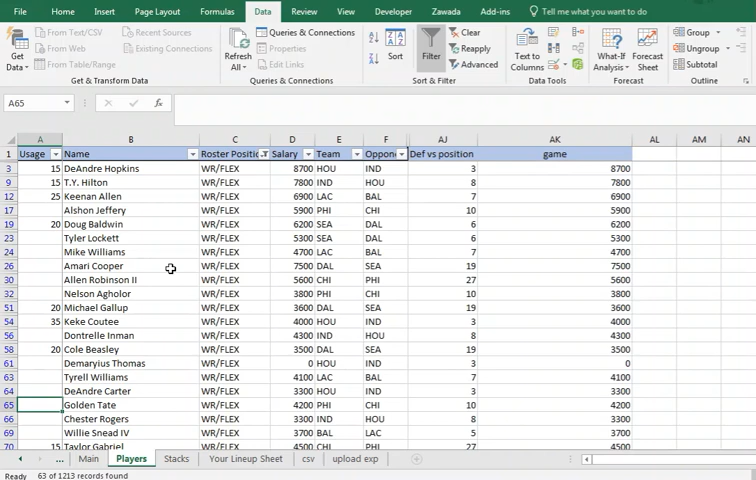 File Home Insert Page Layout Formulas Data Review View Developer Zawada Add-ins Tell me what you want to do
From Text/CSV Recent Sources Queries & Connections Clear Group
From Web Existing Connections Properties Reapply Ungroup
From Table/Range Edit Links Advanced Subtotal
Get Data Refresh All Sort Filter Text to Columns What-If Analysis Forecast Sheet
Get & Transform Data Queries & Connections Sort & Filter Data Tools Forecast Outline
A65 fx
A B C D E F AJ AK AL AM AN
1 Usage Name Roster Positio Salary Team Oppone Def vs position game
3 15 DeAndre Hopkins WR/FLEX 8700 HOU IND 3 8700
9 15 T.Y. Hilton WR/FLEX 7800 IND HOU 8 7800
12 25 Keenan Allen WR/FLEX 6900 LAC BAL 7 6900
17 Alshon Jeffery WR/FLEX 5900 PHI CHI 10 5900
19 20 Doug Baldwin WR/FLEX 6200 SEA DAL 6 6200
23 Tyler Lockett WR/FLEX 5300 SEA DAL 6 5300
24 Mike Williams WR/FLEX 4700 LAC BAL 7 4700
26 Amari Cooper WR/FLEX 7500 DAL SEA 19 7500
30 Allen Robinson II WR/FLEX 5600 CHI PHI 27 5600
32 Nelson Agholor WR/FLEX 3800 PHI CHI 10 3800
51 20 Michael Gallup WR/FLEX 3600 DAL SEA 19 3600
54 35 Keke Coutee WR/FLEX 4000 HOU IND 3 4000
56 Dontrelle Inman WR/FLEX 4300 IND HOU 8 4300
58 20 Cole Beasley WR/FLEX 3500 DAL SEA 19 3500
61 Demaryius Thomas WR/FLEX 0 HOU IND 3 0
63 Tyrell Williams WR/FLEX 4100 LAC BAL 7 4100
64 DeAndre Carter WR/FLEX 3300 HOU IND 3 3300
65 Golden Tate WR/FLEX 4200 PHI CHI 10 4200
66 Chester Rogers WR/FLEX 3300 IND HOU 8 3300
69 Willie Snead IV WR/FLEX 3700 BAL LAC 5 3700
70 15 Taylor Gabriel WR/FLEX 4500 CHI PHI 27 4500
... Main Players Stacks Your Lineup Sheet csv upload exp
Ready 63 of 1213 records found